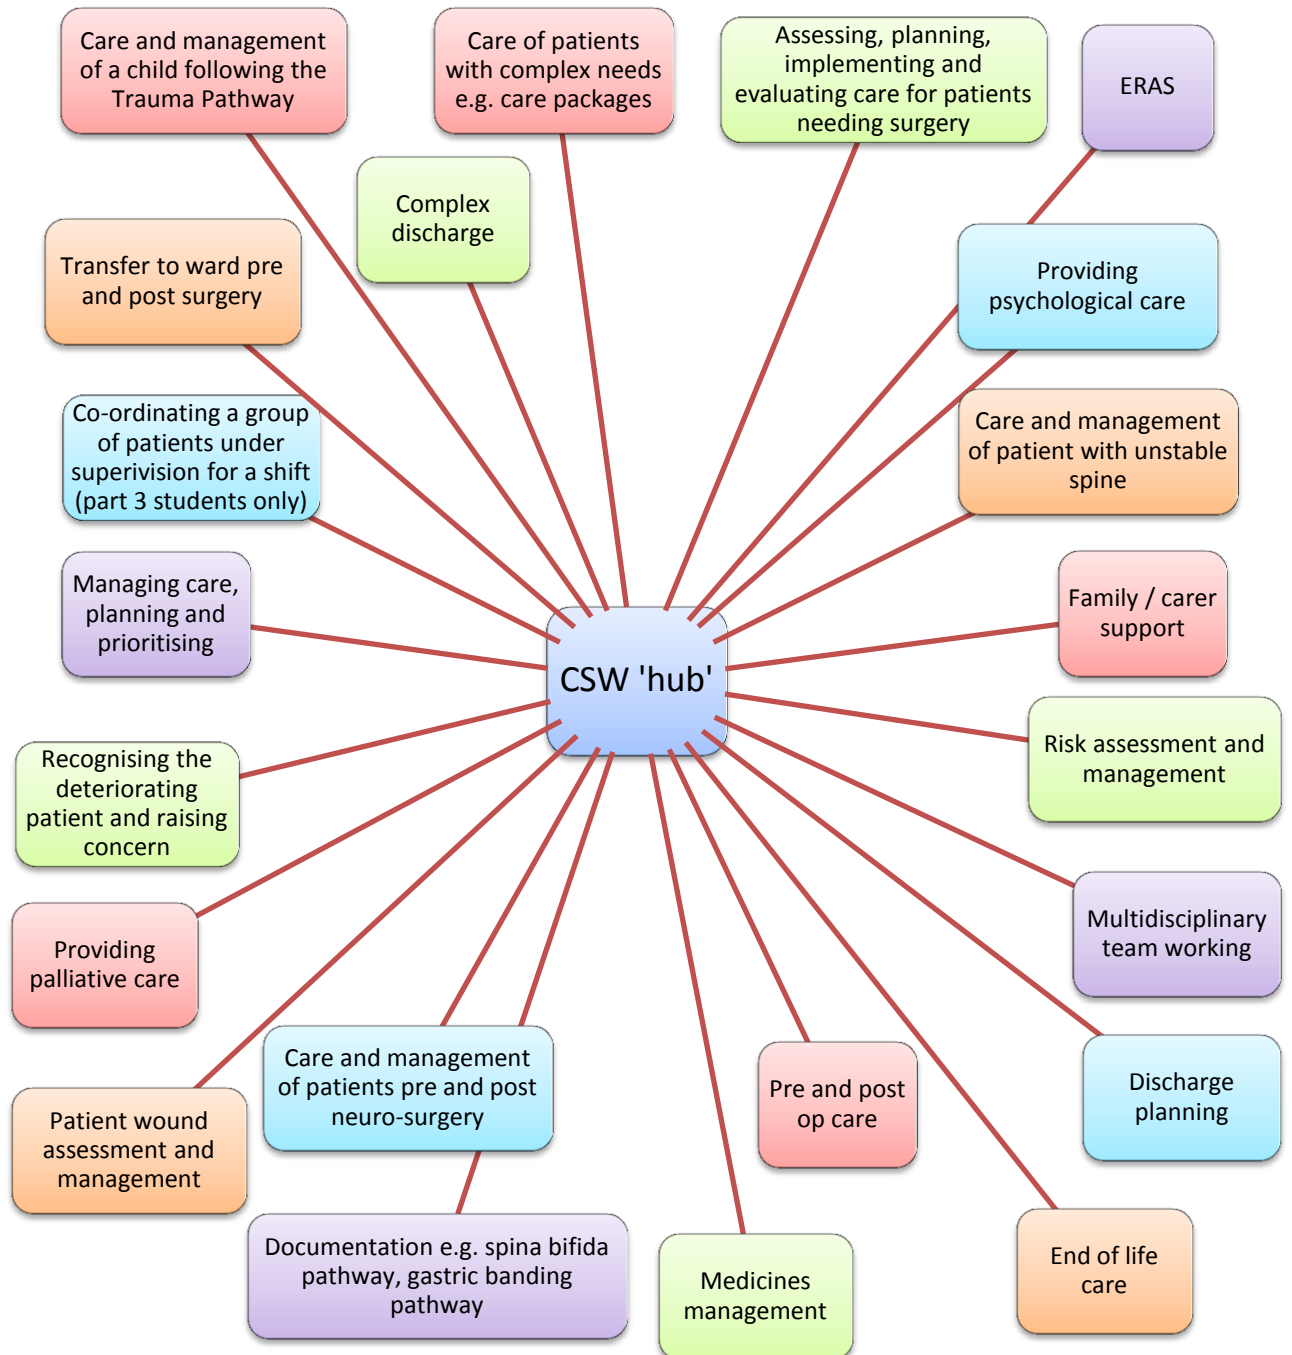 Care and management
of a child following the
Trauma Pathway
Care of patients
with complex needs
e.g. care packages
Assessing, planning,
implementing and
evaluating care for patients
needing surgery
ERAS
Complex
discharge
Transfer to ward pre
and post surgery
Providing
psychological care
Co-ordinating a group
of patients under
superivision for a shift
(part 3 students only)
Care and management
of patient with unstable
spine
Managing care,
planning and
prioritising
Family / carer
support
CSW 'hub'
Recognising the
deteriorating
patient and raising
concern
Risk assessment and
management
Providing
palliative care
Multidisciplinary
team working
Care and management
of patients pre and post
neuro-surgery
Pre and post
op care
Discharge
planning
Patient wound
assessment and
management
Documentation e.g. spina bifida
pathway, gastric banding
pathway
Medicines
management
End of life
care